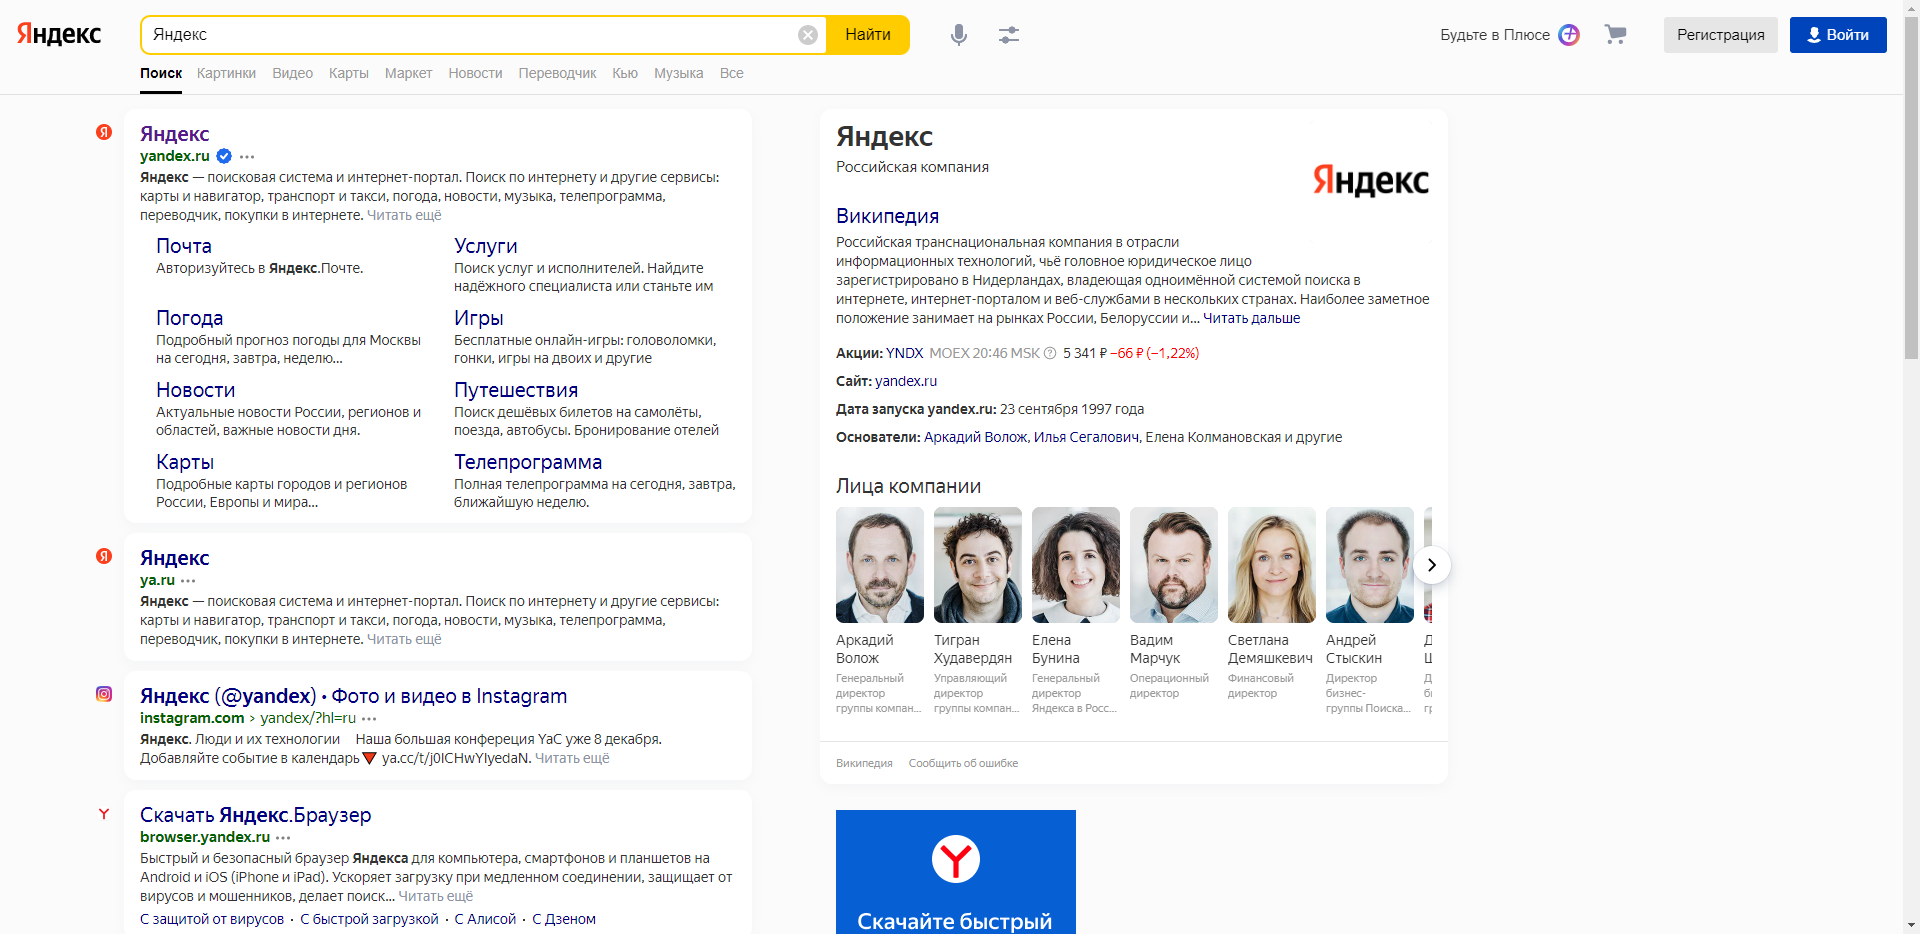 Яндекс
Яндекс
Найти
Будьте в Плюсе
Регистрация
Войти
Поиск Картинки Видео Карты Маркет Новости Переводчик Кью Музыка Все
Яндекс
yandex.ru
Яндекс — поисковая система и интернет-портал. Поиск по интернету и другие сервисы:
карты и навигатор, транспорт и такси, погода, новости, музыка, телепрограмма,
переводчик, покупки в интернете. Читать ещё
Почта
Авторизуйтесь в Яндекс.Почте.
Услуги
Поиск услуг и исполнителей. Найдите
надёжного специалиста или станьте им
Погода
Подробный прогноз погоды для Москвы
на сегодня, завтра, неделю...
Игры
Бесплатные онлайн-игры: головоломки,
гонки, игры на двоих и другие
Новости
Актуальные новости России, регионов и
областей, важные новости дня.
Путешествия
Поиск дешёвых билетов на самолёты,
поезда, автобусы. Бронирование отелей
Карты
Подробные карты городов и регионов
России, Европы и мира...
Телепрограмма
Полная телепрограмма на сегодня, завтра,
ближайшую неделю.
Яндекс
ya.ru
Яндекс — поисковая система и интернет-портал. Поиск по интернету и другие сервисы:
карты и навигатор, транспорт и такси, погода, новости, музыка, телепрограмма,
переводчик, покупки в интернете. Читать ещё
Яндекс (@yandex) • Фото и видео в Instagram
instagram.com › yandex/?hl=ru
Яндекс. Люди и их технологии Наша большая конфереция YaC уже 8 декабря.
Добавляйте событие в календарь🔻 ya.cc/t/j0ICHwYIyedaN. Читать ещё
Скачать Яндекс.Браузер
browser.yandex.ru
Быстрый и безопасный браузер Яндекса для компьютера, смартфонов и планшетов на
Android и iOS (iPhone и iPad). Ускоряет загрузку при медленном соединении, защищает от
вирусов и мошенников, делает поиск... Читать ещё
С защитой от вирусов · С быстрой загрузкой · С Алисой · С Дзеном
Яндекс
Российская компания
Яндекс
Википедия
Российская транснациональная компания в отрасли
информационных технологий, чьё головное юридическое лицо
зарегистрировано в Нидерландах, владеющая одноимённой системой поиска в
интернете, интернет-порталом и веб-службами в нескольких странах. Наиболее заметное
положение занимает на рынках России, Белоруссии и... Читать дальше
Акции: YNDX MOEX 20:46 MSK ? 5 341 ₽ −66 ₽ (−1,22%)
Сайт: yandex.ru
Дата запуска yandex.ru: 23 сентября 1997 года
Основатели: Аркадий Волож, Илья Сегалович, Елена Колмановская и другие
Лица компании
Аркадий
Волож
Генеральный
директор
группы компан...
Тигран
Худавердян
Управляющий
директор
группы компан...
Елена
Бунина
Генеральный
директор
Яндекса в Росс...
Вадим
Марчук
Операционный
директор
Светлана
Демяшкевич
Финансовый
директор
Андрей
Стыскин
Директор
бизнес-
группы Поиска...
Википедия
Сообщить об ошибке
Скачайте быстрый